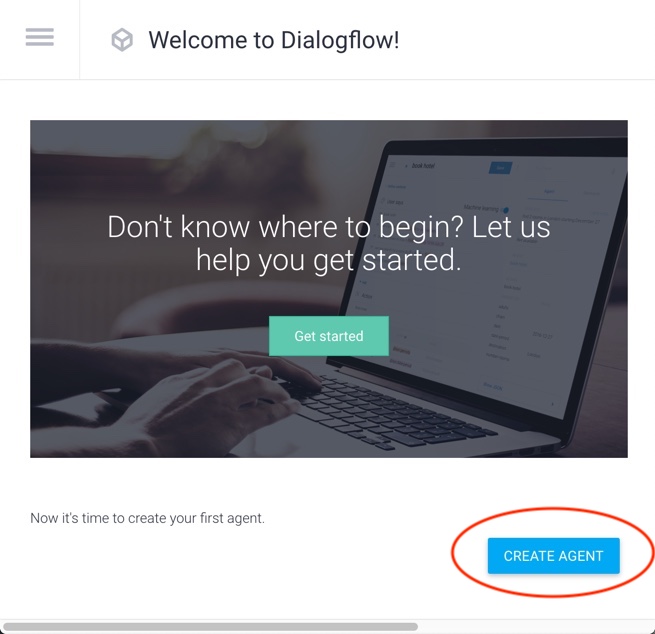 Welcome to Dialogflow!
Don't know where to begin? Let us
help you get started.
Get started
Now it's time to create your first agent.
CREATE AGENT